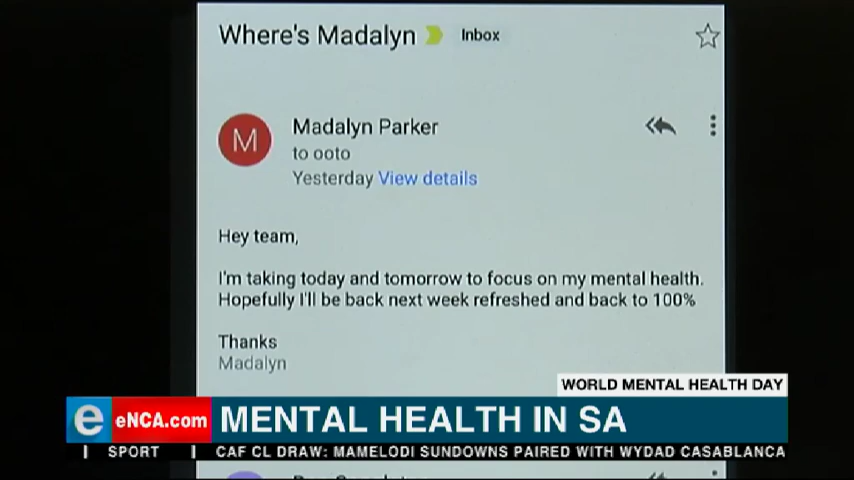 Where's Madalyn
Inbox
M
Madalyn Parker
to ooto
Yesterday View details
Hey team,
I'm taking today and tomorrow to focus on my mental health.
Hopefully I'll be back next week refreshed and back to 100%
Thanks
Madalyn
WORLD MENTAL HEALTH DAY
e eNCA.com MENTAL HEALTH IN SA
SPORT CAF CL DRAW: MAMELODI SUNDOWNS PAIRED WITH WYDAD CASABLANCA